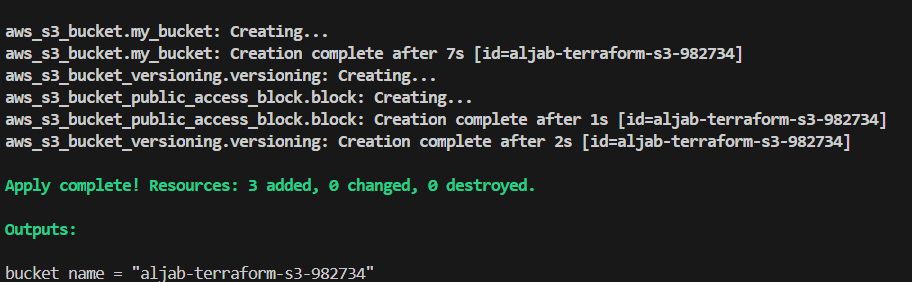 aws_s3_bucket.my_bucket: Creating...
aws_s3_bucket.my_bucket: Creation complete after 7s [id=aljab-terraform-s3-982734]
aws_s3_bucket_versioning.versioning: Creating...
aws_s3_bucket_public_access_block.block: Creating...
aws_s3_bucket_public_access_block.block: Creation complete after 1s [id=aljab-terraform-s3-982734]
aws_s3_bucket_versioning.versioning: Creation complete after 2s [id=aljab-terraform-s3-982734]
Apply complete! Resources: 3 added, 0 changed, 0 destroyed.
Outputs:
bucket_name = "aljab-terraform-s3-982734"